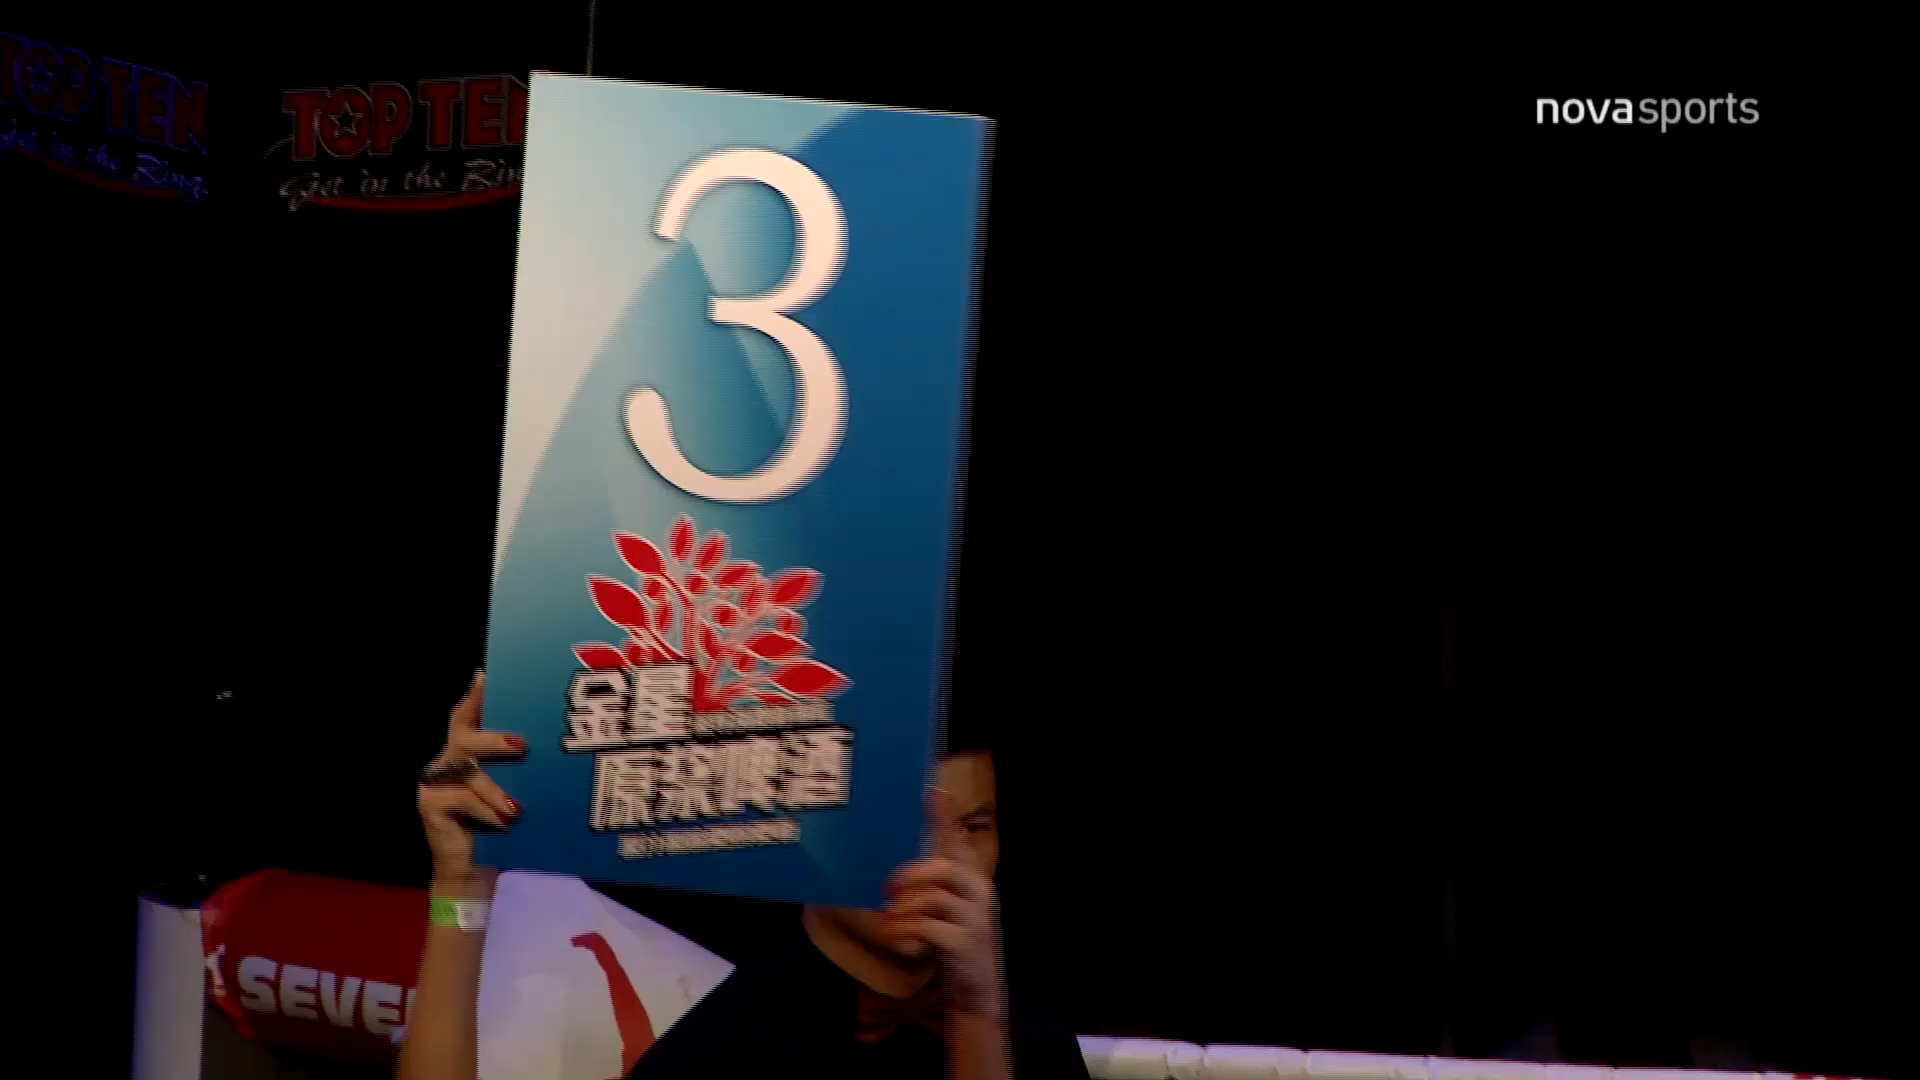 TOP TEN
Get in the Ring
TOP TEN
Get in the Rin
novasports
3
金星
原浆啤酒
SEVE